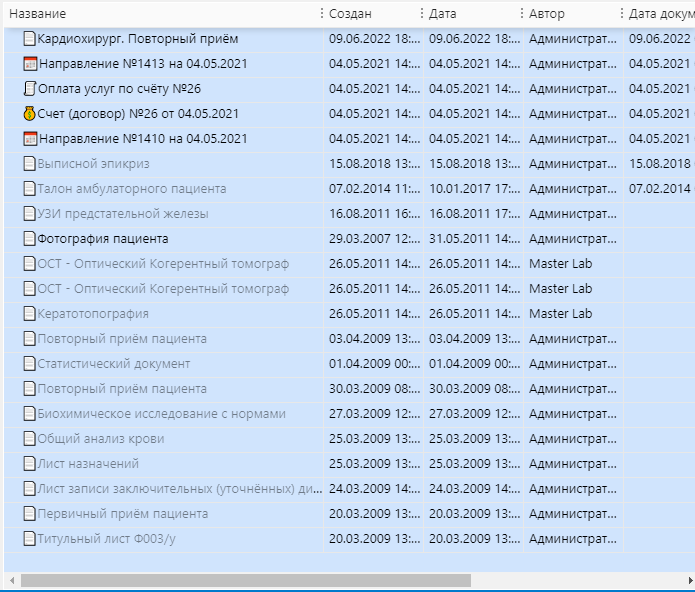 Название Создан Дата Автор Дата докум
Кардиохирург. Повторный приём 09.06.2022 18:... 09.06.2022 18:... Администрат... 09.06.2022
Направление №1413 на 04.05.2021 04.05.2021 14:... 04.05.2021 14:... Администрат... 04.05.2021
Оплата услуг по счёту №26 04.05.2021 14:... 04.05.2021 14:... Администрат... 04.05.2021
Счет (договор) №26 от 04.05.2021 04.05.2021 14:... 04.05.2021 14:... Администрат... 04.05.2021
Направление №1410 на 04.05.2021 04.05.2021 14:... 04.05.2021 14:... Администрат... 04.05.2021
Выписной эпикриз 15.08.2018 13:... 15.08.2018 13:... Администрат... 15.08.2018
Талон амбулаторного пациента 07.02.2014 11:... 10.01.2017 17:... Администрат... 07.02.2014
УЗИ предстательной железы 16.08.2011 16:... 16.08.2011 17:... Администрат...
Фотография пациента 29.03.2007 12:... 31.05.2011 14:... Администрат...
ОСТ - Оптический Когерентный томограф 26.05.2011 14:... 26.05.2011 14:... Master Lab
ОСТ - Оптический Когерентный томограф 26.05.2011 14:... 26.05.2011 14:... Master Lab
Кератотопография 26.05.2011 14:... 26.05.2011 14:... Master Lab
Повторный приём пациента 03.04.2009 13:... 03.04.2009 13:... Администрат...
Статистический документ 01.04.2009 00:... 01.04.2009 00:... Администрат...
Повторный приём пациента 30.03.2009 08:... 30.03.2009 08:... Администрат...
Биохимическое исследование с нормами 27.03.2009 12:... 27.03.2009 12:... Администрат...
Общий анализ крови 25.03.2009 13:... 25.03.2009 13:... Администрат...
Лист назначений 25.03.2009 13:... 25.03.2009 13:... Администрат...
Лист записи заключительных (уточнённых) ди... 24.03.2009 14:... 24.03.2009 14:... Администрат...
Первичный приём пациента 20.03.2009 13:... 20.03.2009 13:... Администрат...
Титульный лист Ф003/у 20.03.2009 13:... 20.03.2009 13:... Администрат...